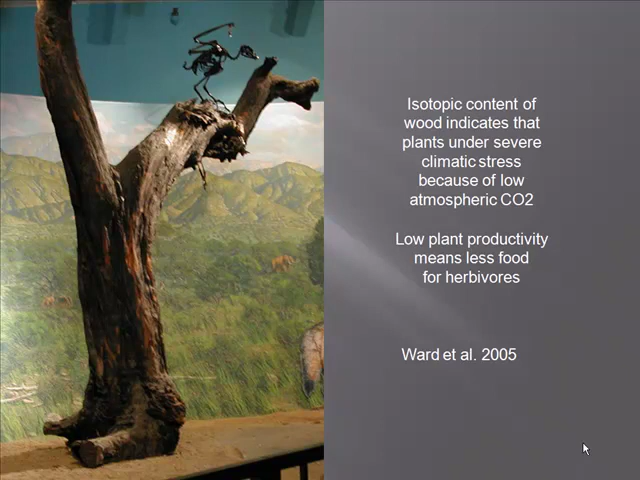 Isotopic content of
wood indicates that
plants under severe
climatic stress
because of low
atmospheric CO2
Low plant productivity
means less food
for herbivores
Ward et al. 2005